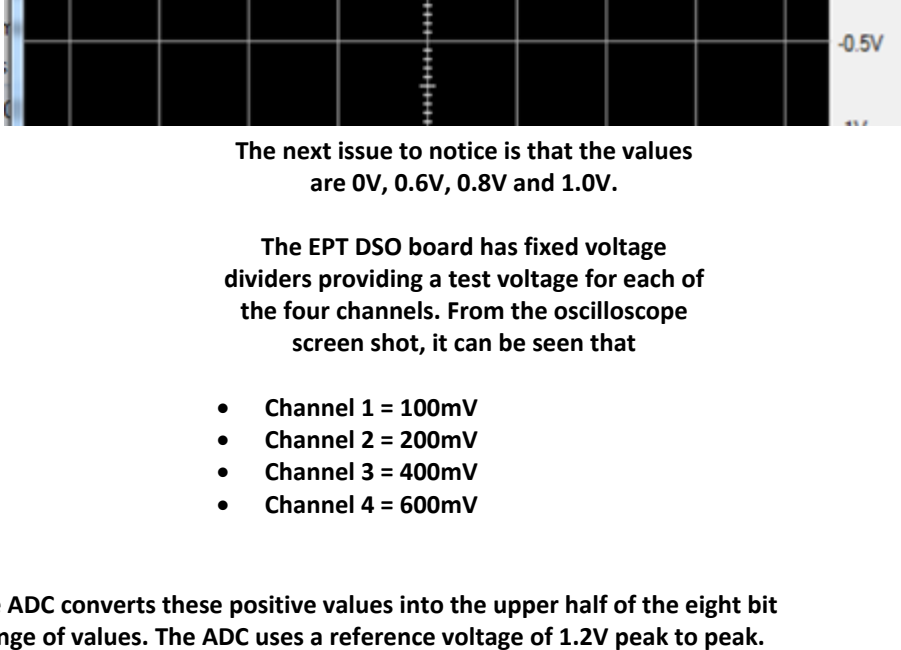 -0.5V
The next issue to notice is that the values
are 0V, 0.6V, 0.8V and 1.0V.
The EPT DSO board has fixed voltage
dividers providing a test voltage for each of
the four channels. From the oscilloscope
screen shot, it can be seen that
• Channel 1 = 100mV
• Channel 2 = 200mV
• Channel 3 = 400mV
• Channel 4 = 600mV
ADC converts these positive values into the upper half of the eight bit
of values. The ADC uses a reference voltage of 1.2V peak to peak.